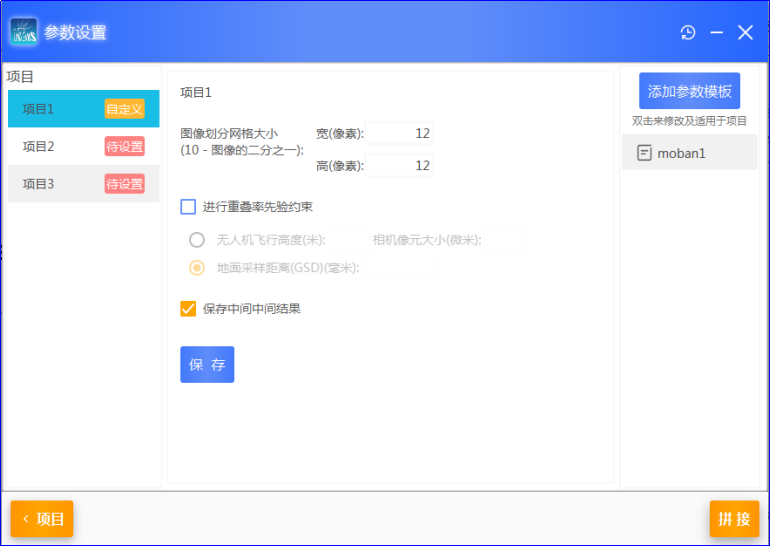 参数设置
项目
项目1 自定义
项目2 待设置
项目3 待设置
项目1
图像划分网格大小
(10 - 图像的二分之一):
宽(像素): 12
高(像素): 12
进行重叠率先验约束
无人机飞行高度(米): 相机像元大小(微米):
地面采样距离(GSD)(毫米):
保存中间中间结果
保 存
添加参数模板
双击来修改及适用于项目
moban1
< 项目
拼 接